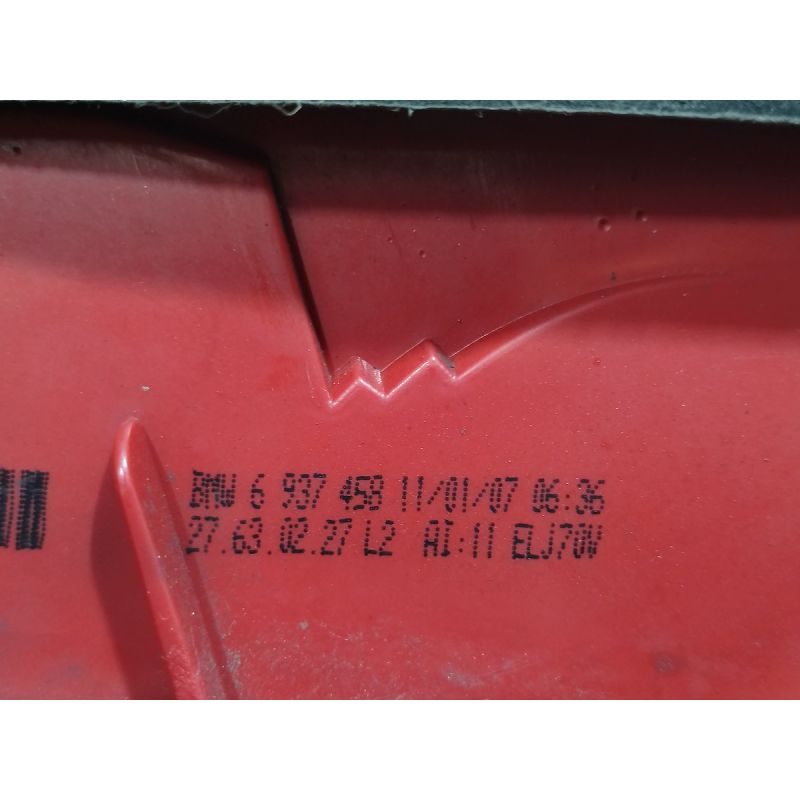 BMW 6 937 458 11/01/07 06:36
27.63.02.27 L2 AI:11 ELJ70W